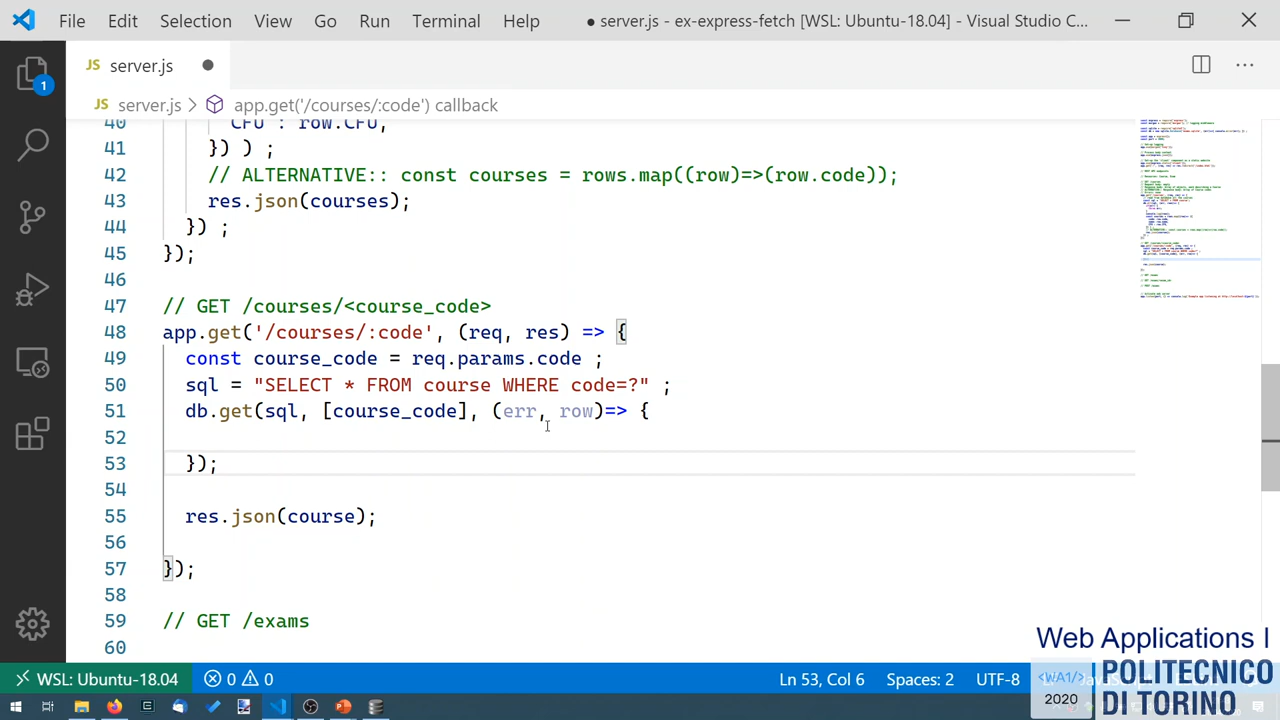 File Edit Selection View Go Run Terminal Help ● server.js - ex-express-fetch [WSL: Ubuntu-18.04] - Visual Studio C...
JS server.js ●
1
JS server.js > app.get('/courses/:code') callback
40 CFU : row.CFU,
41 }) ) ;
42 // ALTERNATIVE:: const courses = rows.map((row)=>(row.code));
43 res.json(courses);
44 }) ;
45 });
46
47 // GET /courses/<course_code>
48 app.get('/courses/:code', (req, res) => {
49 const course_code = req.params.code ;
50 sql = "SELECT * FROM course WHERE code=?" ;
51 db.get(sql, [course_code], (err, row)=> {
52
53 });
54
55 res.json(course);
56
57 });
58
59 // GET /exams
60
Web Applications I
<WA1/>
2020
POLITECNICO
DI TORINO
WSL: Ubuntu-18.04 0 0 Ln 53, Col 6 Spaces: 2 UTF-8